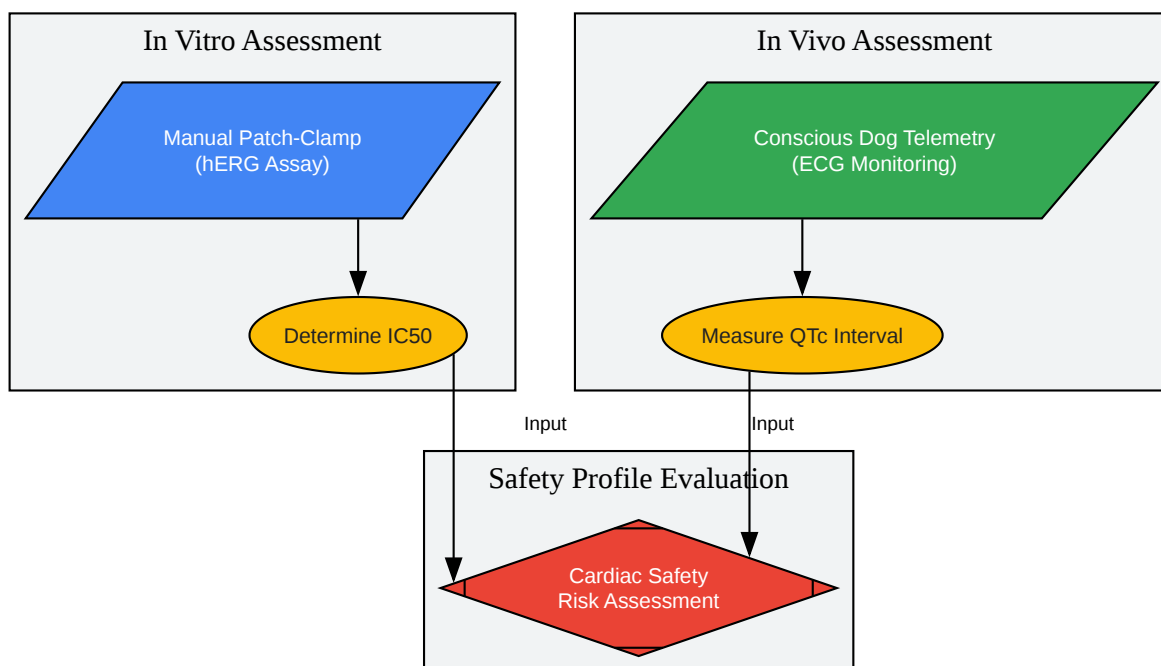 In Vitro Assessment
Manual Patch-Clamp
(hERG Assay)
Determine IC50
In Vivo Assessment
Conscious Dog Telemetry
(ECG Monitoring)
Measure QTc Interval
Input
Input
Safety Profile Evaluation
Cardiac Safety
Risk Assessment